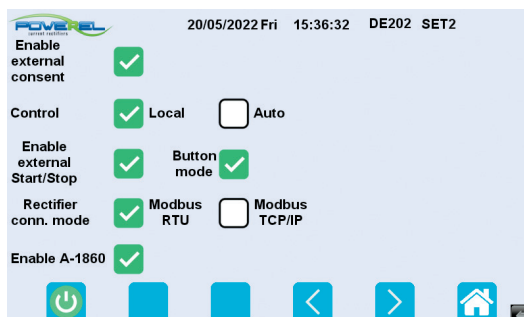 POWEREL
current rectifiers
20/05/2022 Fri 15:36:32 DE202 SET2
Enable
external
consent
Control
Local
Auto
Enable
external
Start/Stop
Button
mode
Rectifier
conn. mode
Modbus
RTU
Modbus
TCP/IP
Enable A-1860